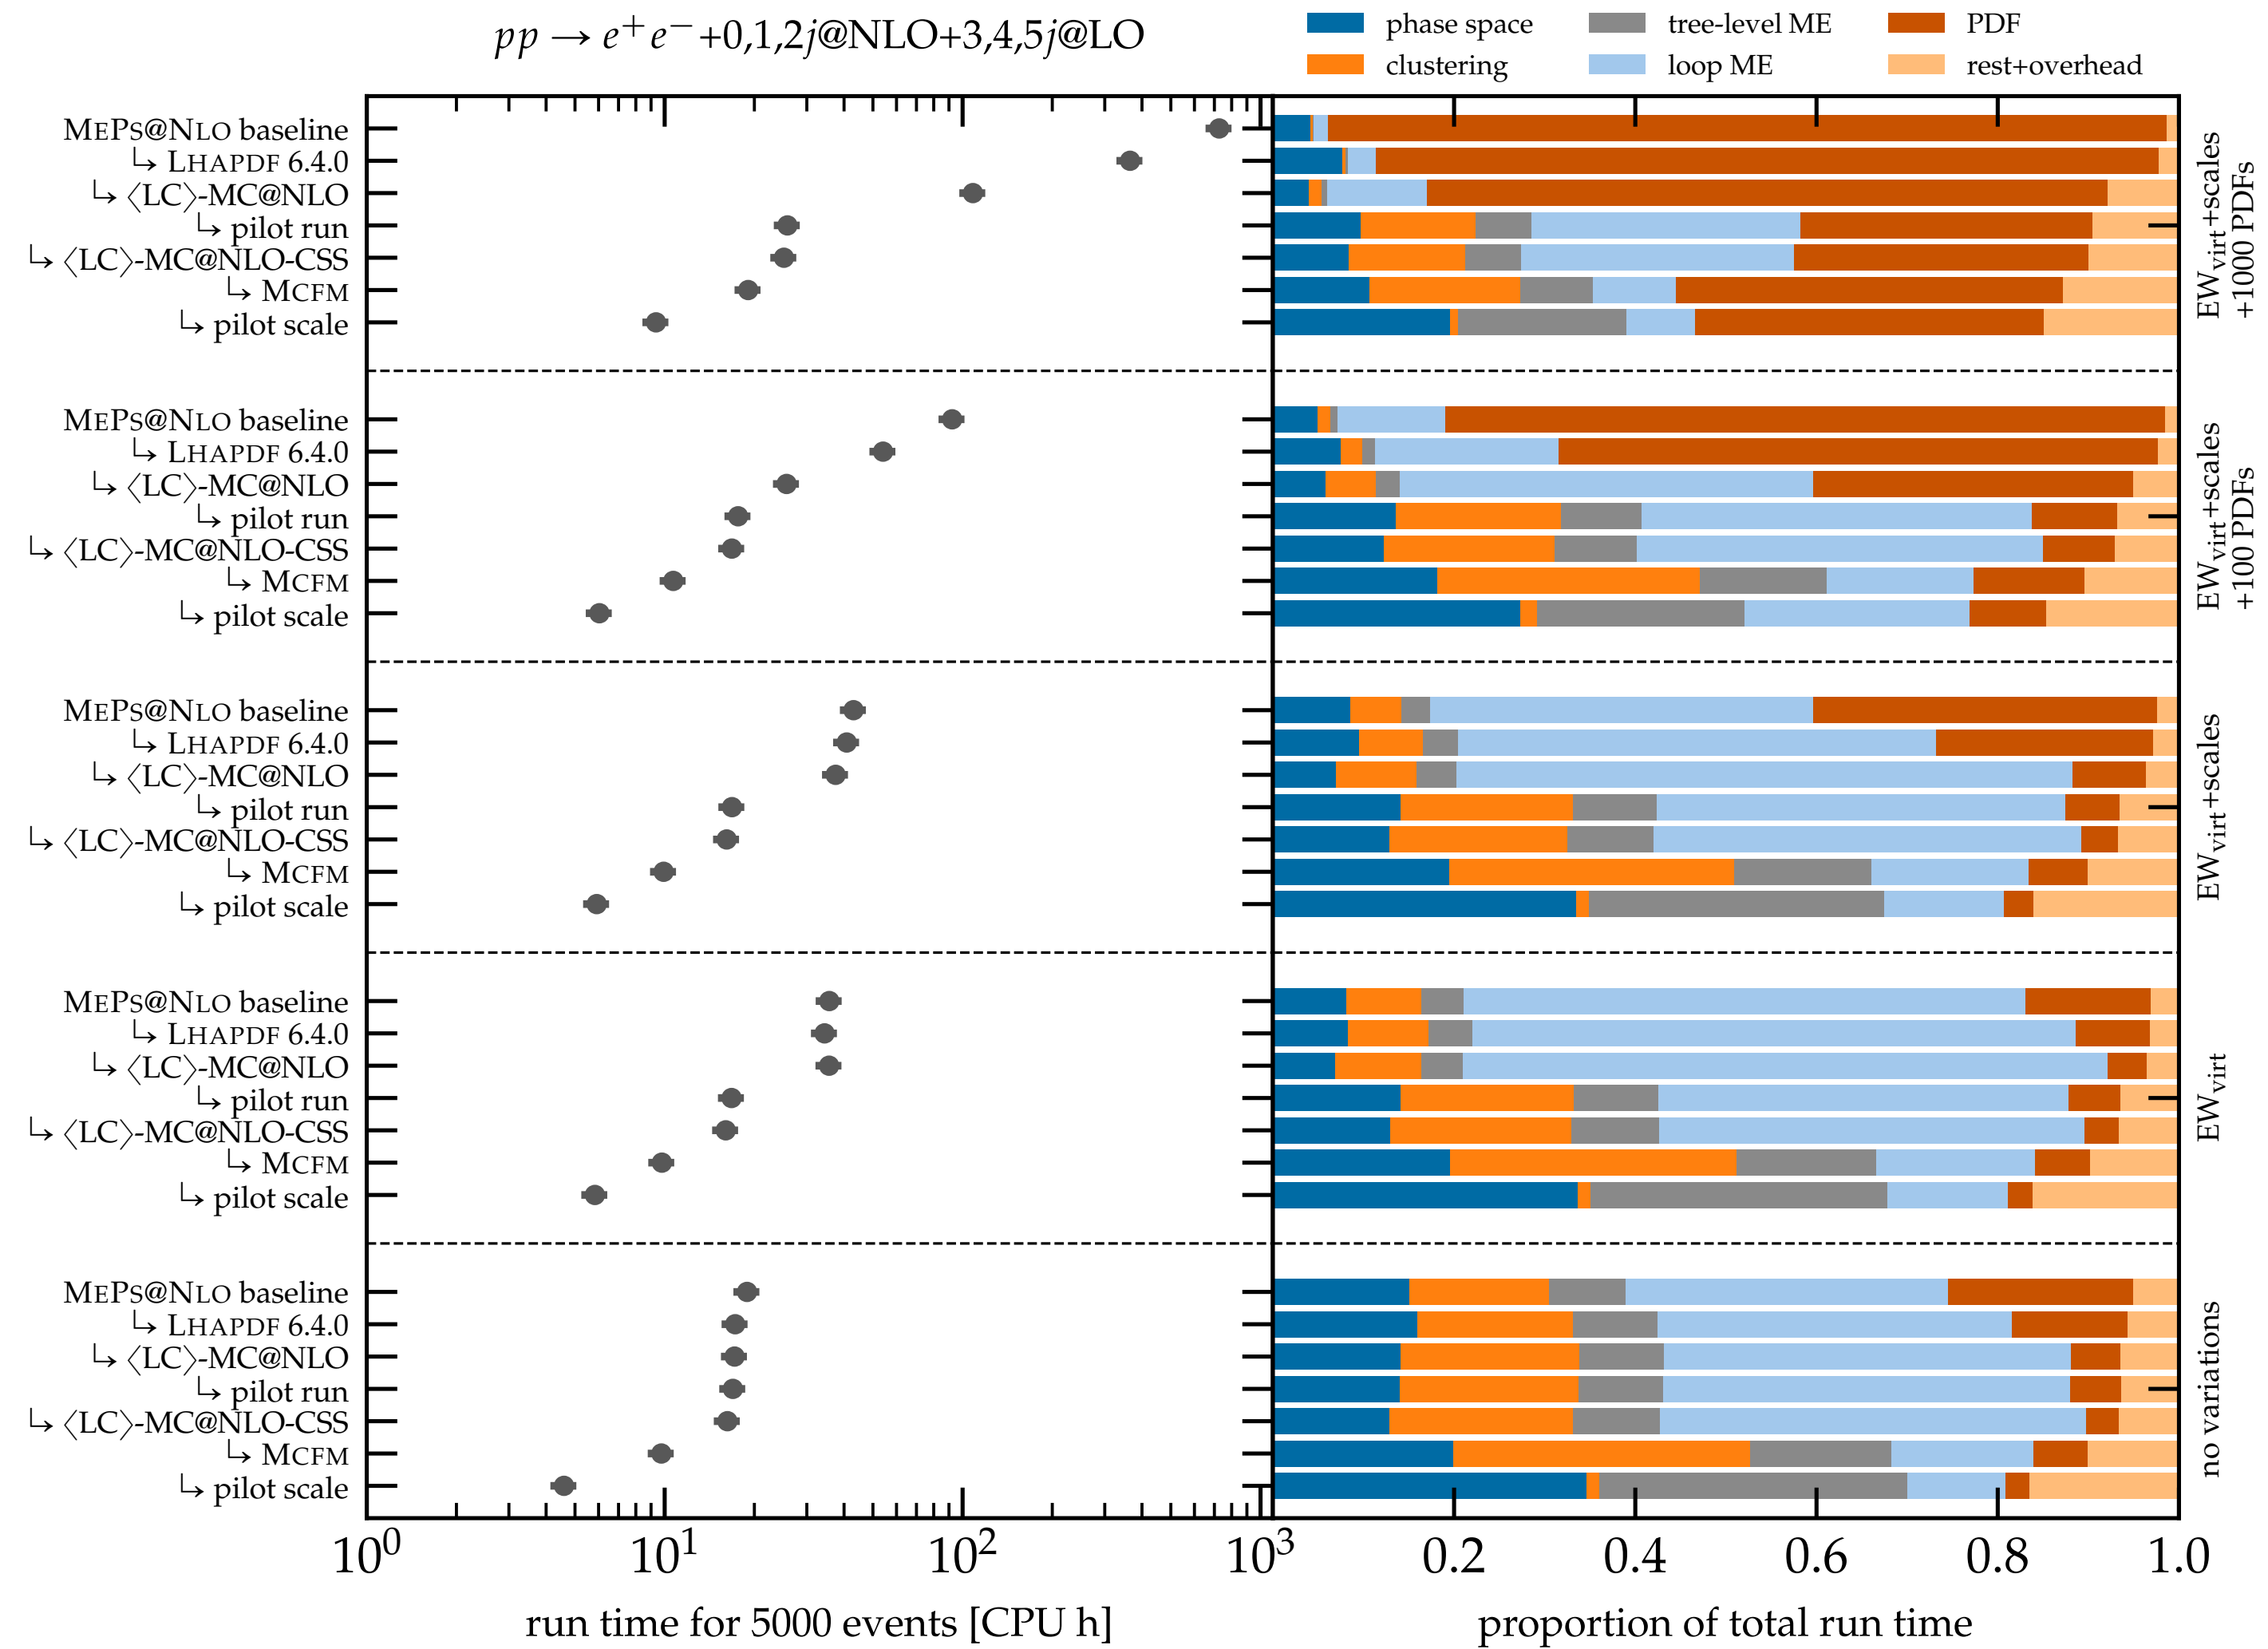 pp → e⁺e⁻+0,1,2j@NLO+3,4,5j@LO
phase space
clustering
tree-level ME
loop ME
PDF
rest+overhead
MEPS@NLO baseline
↳ LHAPDF 6.4.0
↳ ⟨LC⟩-MC@NLO
↳ pilot run
↳ ⟨LC⟩-MC@NLO-CSS
↳ MCFM
↳ pilot scale
EW_virt+scales
+1000 PDFs
MEPS@NLO baseline
↳ LHAPDF 6.4.0
↳ ⟨LC⟩-MC@NLO
↳ pilot run
↳ ⟨LC⟩-MC@NLO-CSS
↳ MCFM
↳ pilot scale
EW_virt+scales
+100 PDFs
MEPS@NLO baseline
↳ LHAPDF 6.4.0
↳ ⟨LC⟩-MC@NLO
↳ pilot run
↳ ⟨LC⟩-MC@NLO-CSS
↳ MCFM
↳ pilot scale
EW_virt+scales
MEPS@NLO baseline
↳ LHAPDF 6.4.0
↳ ⟨LC⟩-MC@NLO
↳ pilot run
↳ ⟨LC⟩-MC@NLO-CSS
↳ MCFM
↳ pilot scale
EW_virt
MEPS@NLO baseline
↳ LHAPDF 6.4.0
↳ ⟨LC⟩-MC@NLO
↳ pilot run
↳ ⟨LC⟩-MC@NLO-CSS
↳ MCFM
↳ pilot scale
no variations
10⁰ 10¹ 10² 10³
0.2 0.4 0.6 0.8 1.0
run time for 5000 events [CPU h]
proportion of total run time